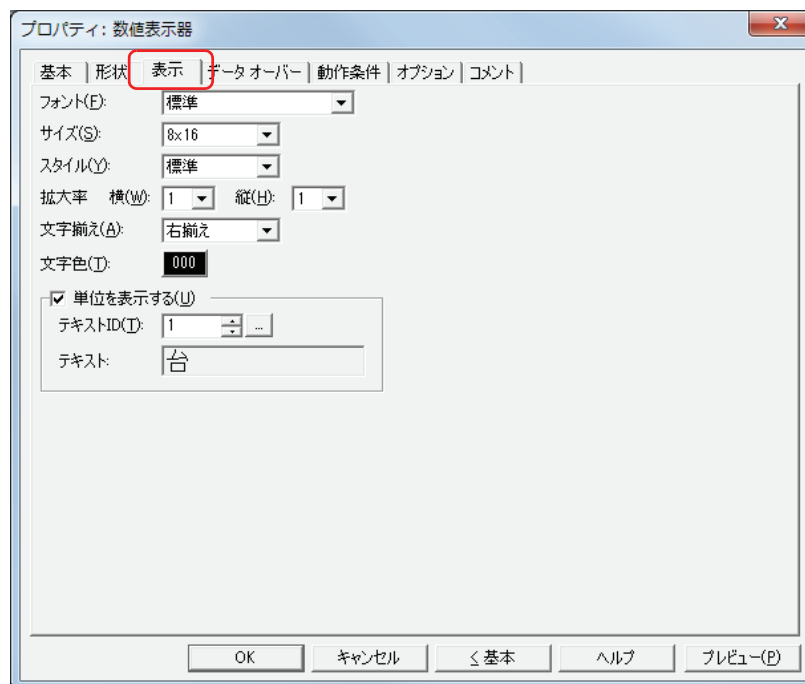 プロパティ: 数値表示器
基本 形状 表示 データ オーバー 動作条件 オプション コメント
フォント(F): 標準
サイズ(S): 8x16
スタイル(Y): 標準
拡大率 横(W): 1 縦(H): 1
文字揃え(A): 右揃え
文字色(T): 000
単位を表示する(U)
テキストID(T): 1 ...
テキスト: 台
OK キャンセル < 基本 ヘルプ プレビュー(P)